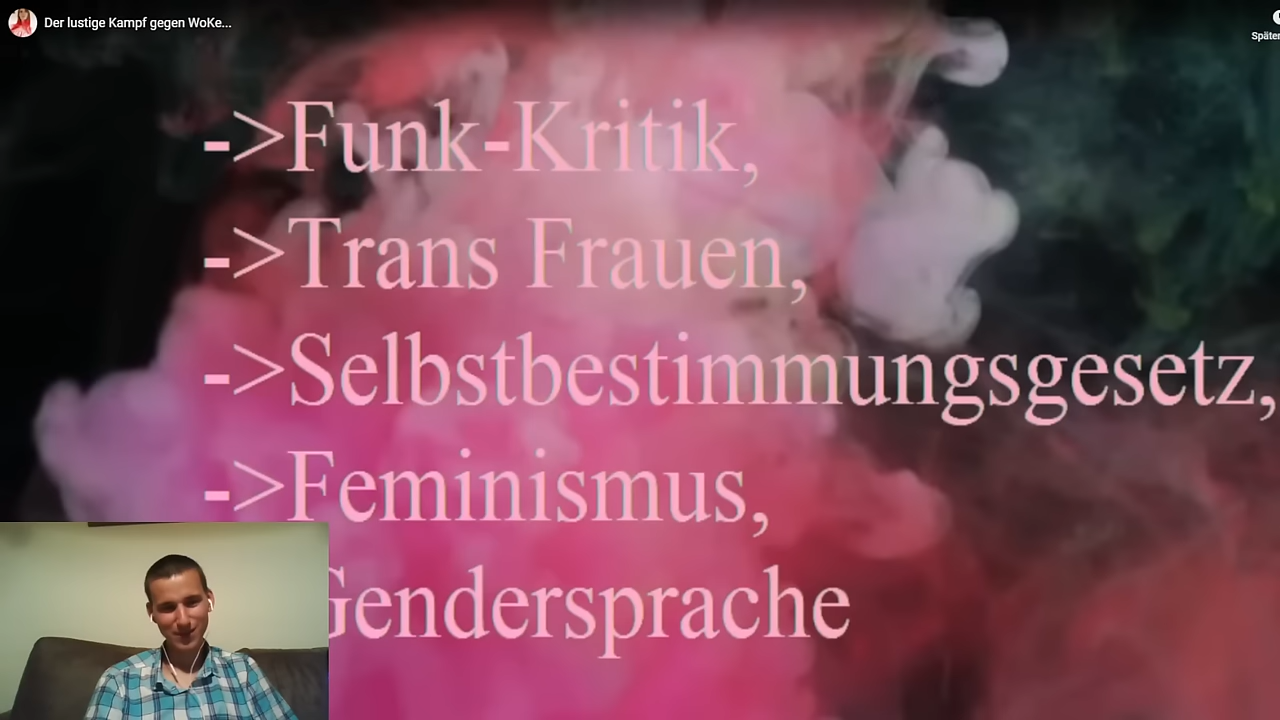 Der lustige Kampf gegen WoKe...
->Funk-Kritik,
->Trans Frauen,
->Selbstbestimmungsgesetz,
->Feminismus,
Gendersprache